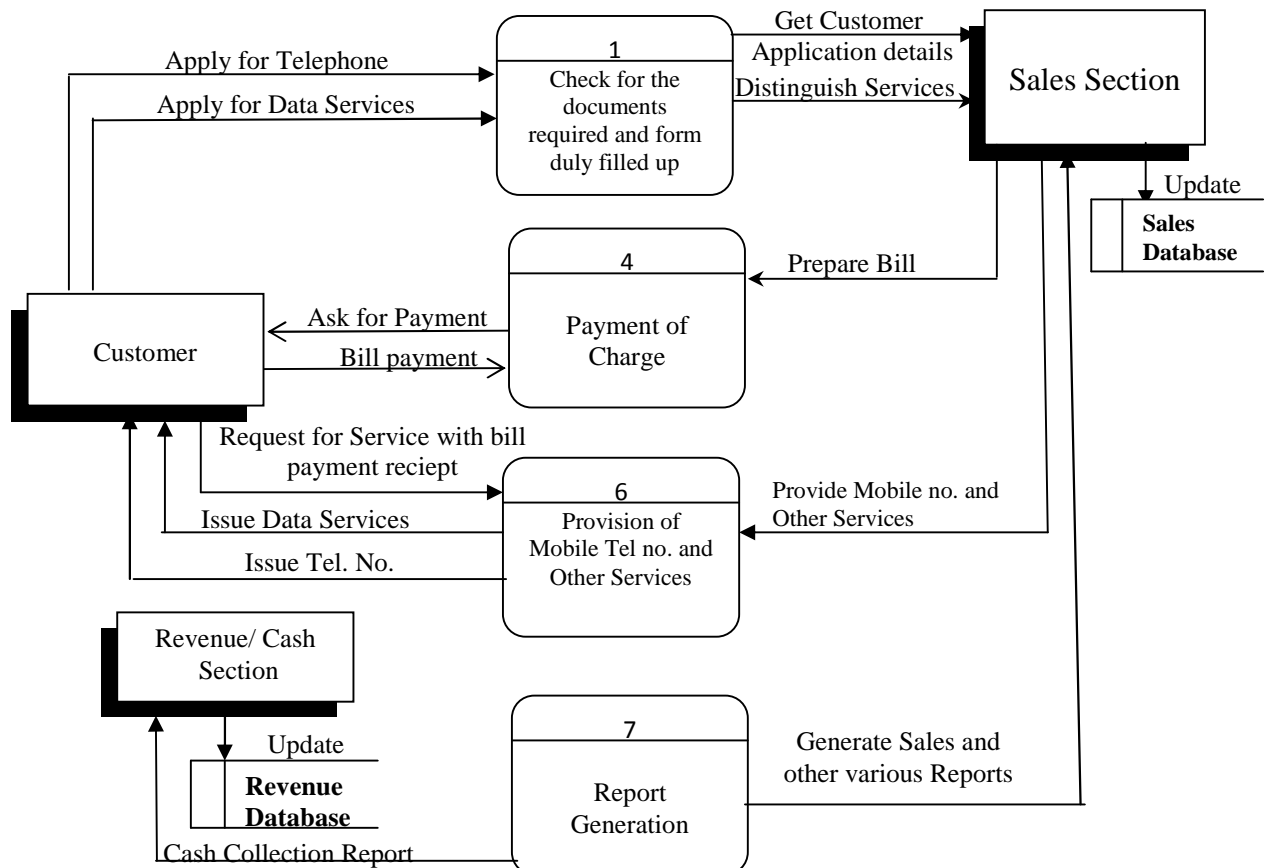 Get Customer
Application details
Distinguish Services
Apply for Telephone
Apply for Data Services
1
Check for the
documents
required and form
duly filled up
Sales Section
Update
Sales
Database
4
Payment of
Charge
Prepare Bill
Ask for Payment
Bill payment
Customer
Request for Service with bill
payment reciept
Issue Data Services
Issue Tel. No.
6
Provision of
Mobile Tel no. and
Other Services
Provide Mobile no. and
Other Services
Revenue/ Cash
Section
Update
Revenue
Database
Cash Collection Report
7
Report
Generation
Generate Sales and
other various Reports